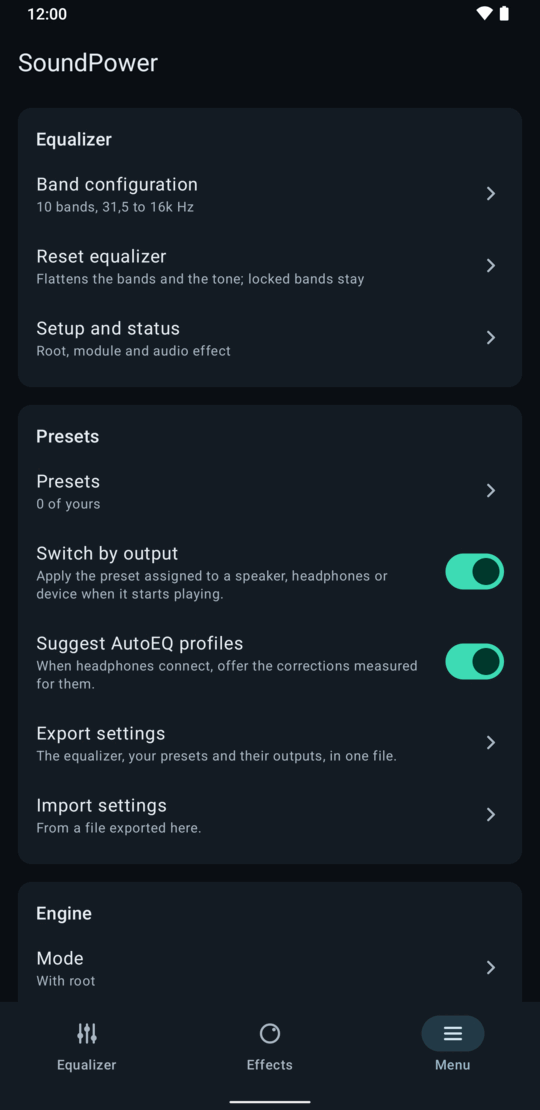 12:00
SoundPower
Equalizer
Band configuration
10 bands, 31,5 to 16k Hz
Reset equalizer
Flattens the bands and the tone; locked bands stay
Setup and status
Root, module and audio effect
Presets
Presets
0 of yours
Switch by output
Apply the preset assigned to a speaker, headphones or
device when it starts playing.
Suggest AutoEQ profiles
When headphones connect, offer the corrections measured
for them.
Export settings
The equalizer, your presets and their outputs, in one file.
Import settings
From a file exported here.
Engine
Mode
With root
Equalizer
Effects
Menu